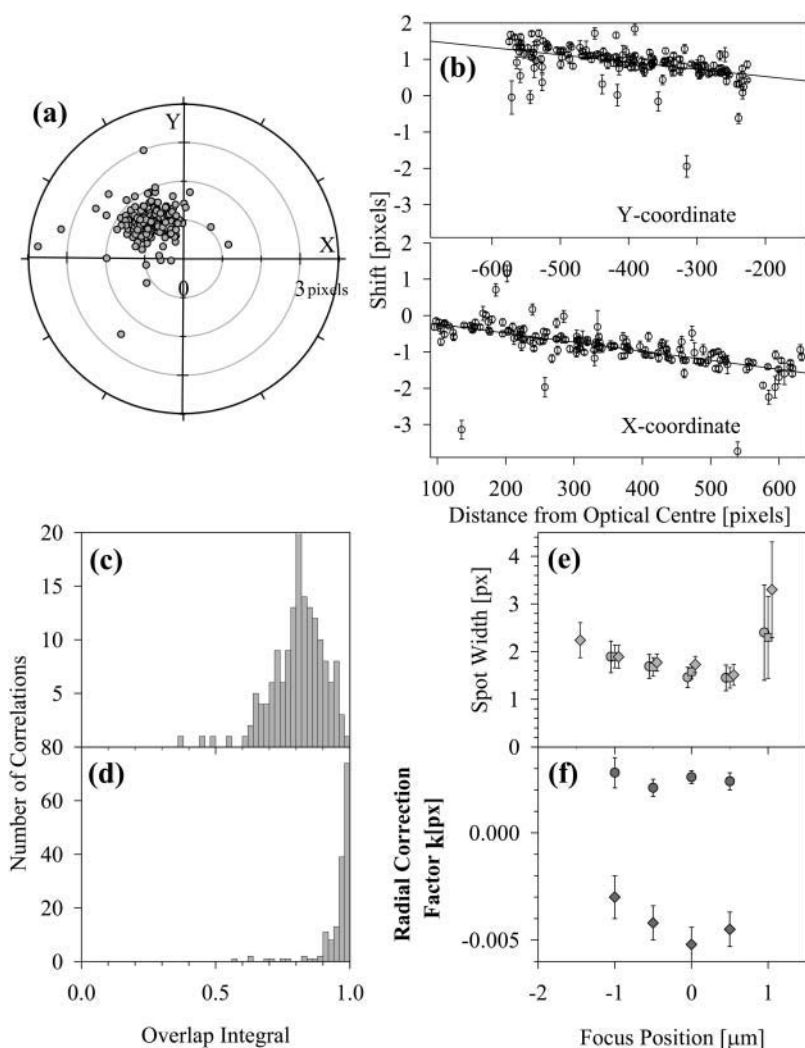 (a)
Y
X
0
3 pixels
(b)
2
1
0
1
2
3
Y-coordinate
-600 -500 -400 -300 -200
Shift [pixels]
1
0
-1
-2
-3
X-coordinate
100 200 300 400 500 600
Distance from Optical Centre [pixels]
(c)
20
15
10
5
80
Number of Correlations
(d)
60
40
20
0
0.0 0.5 1.0
Overlap Integral
(e)
4
3
2
1
0
Spot Width [px]
(f)
0.000
-0.005
Radial Correction
Factor k[px]
-2 -1 0 1
Focus Position [μm]